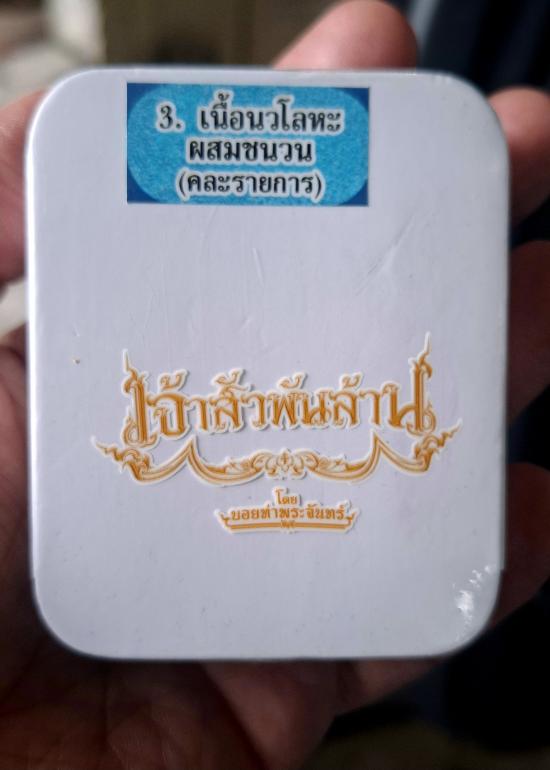 3. เนื้อนวโลหะ
ผสมชนวน
(คละรายการ)
เจ้าสัวพันล้าน
โดย
บอยท่าพระจันทร์